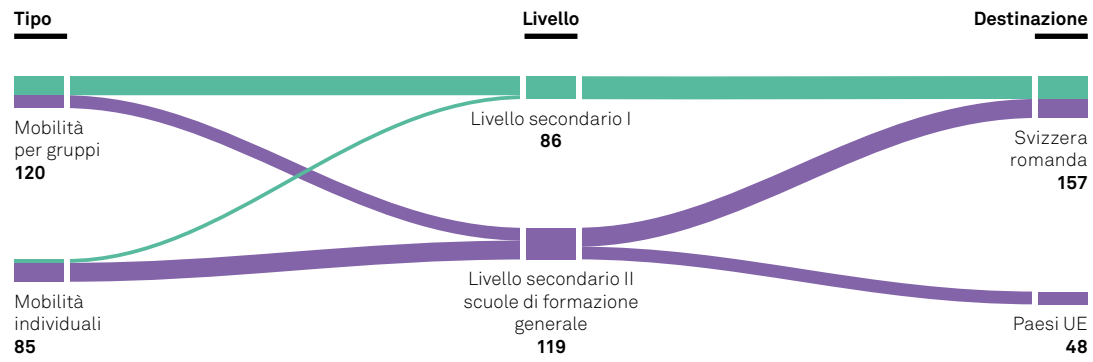 Tipo
Livello
Destinazione
Mobilità
per gruppi
120
Livello secondario I
86
Svizzera
romanda
157
Mobilità
individuali
85
Livello secondario II
scuole di formazione
generale
119
Paesi UE
48